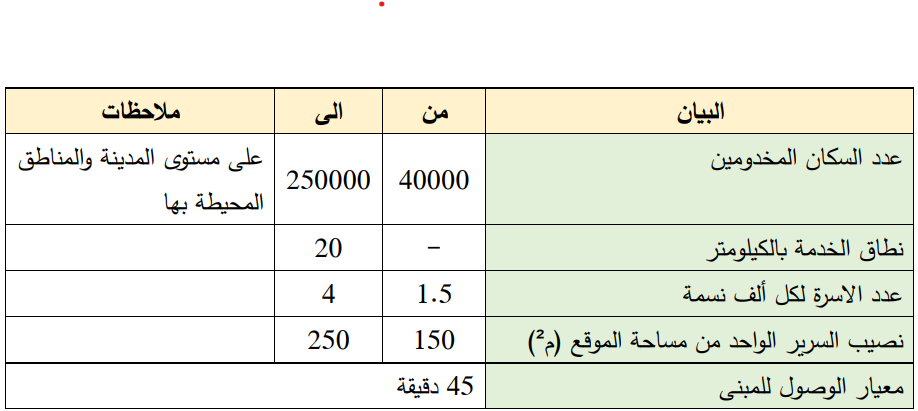 البيان من الى ملاحظات
عدد السكان المخدومين 40000 250000 على مستوى المدينة والمناطق
المحيطة بها
نطاق الخدمة بالكيلومتر – 20
عدد الاسرة لكل ألف نسمة 1.5 4
نصيب السرير الواحد من مساحة الموقع (م²) 150 250
معيار الوصول للمبنى 45 دقيقة